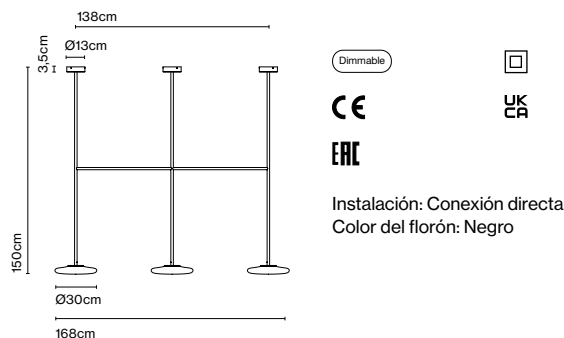 138cm
Ø13cm
3,5cm
150cm
Ø30cm
168cm
Dimmable
CE
UK
CA
EAC
Instalación: Conexión directa
Color del florón: Negro